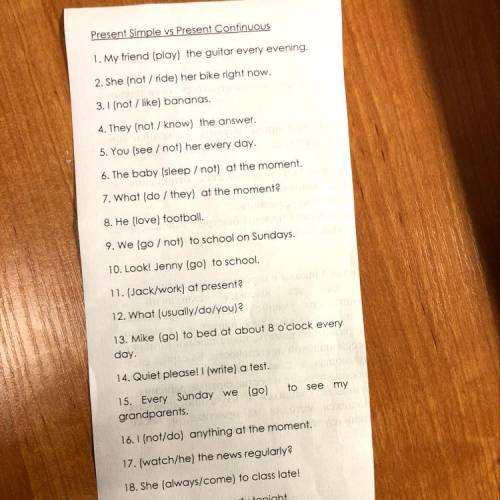 Present Simple vs Present Continuous
1. My friend (play) the guitar every evening.
2. She (not / ride) her bike right now.
3. I (not / like) bananas.
4. They (not / know) the answer.
5. You (see / not) her every day.
6. The baby (sleep / not) at the moment.
7. What (do / they) at the moment?
8. He (love) football.
9. We (go / not) to school on Sundays.
10. Look! Jenny (go) to school.
11. (Jack/work) at present?
12. What (usually/do/you)?
13. Mike (go) to bed at about 8 o'clock every
day.
14. Quiet please! I (write) a test.
15. Every Sunday we (go) to see my
grandparents.
16. I (not/do) anything at the moment.
17. (watch/he) the news regularly?
18. She (always/come) to class late!
tonight